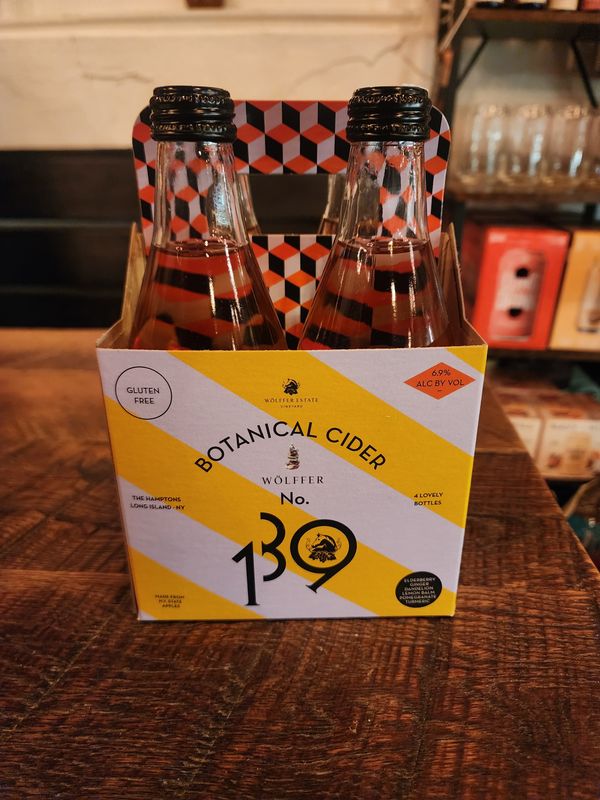 GLUTEN
FREE
WÖLFFER ESTATE
VINEYARD
6.9%
ALC BY VOL
BOTANICAL CIDER
WÖLFFER
No.
139
THE HAMPTONS
LONG ISLAND · NY
4 LOVELY
BOTTLES
MADE FROM
N.Y. STATE
APPLES
ELDERBERRY
GINGER
DANDELION
LEMON BALM
POMEGRANATE
TURMERIC